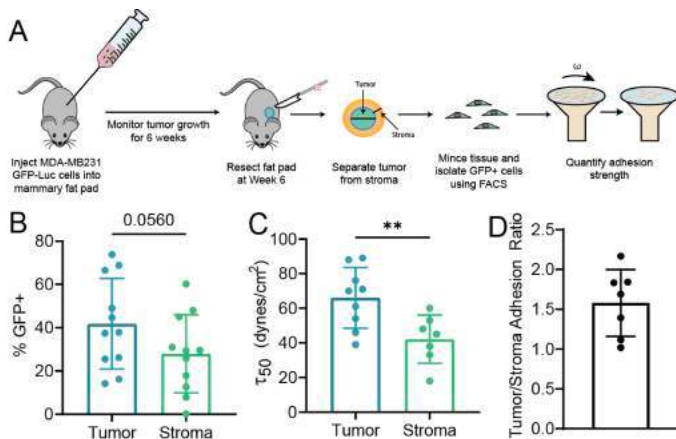 A
ω
Tumor
Stroma
Monitor tumor growth
for 6 weeks
Inject MDA-MB231
GFP-Luc cells into
mammary fat pad
Resect fat pad
at Week 6
Separate tumor
from stroma
Mince tissue and
isolate GFP+ cells
using FACS
Quantify adhesion
strength
B
0.0560
% GFP+
80
60
40
20
0
Tumor
Stroma
C
**
τ50 (dynes/cm²)
100
80
60
40
20
0
Tumor
Stroma
D
Tumor/Stroma Adhesion Ratio
2.5
2.0
1.5
1.0
0.5
0.0